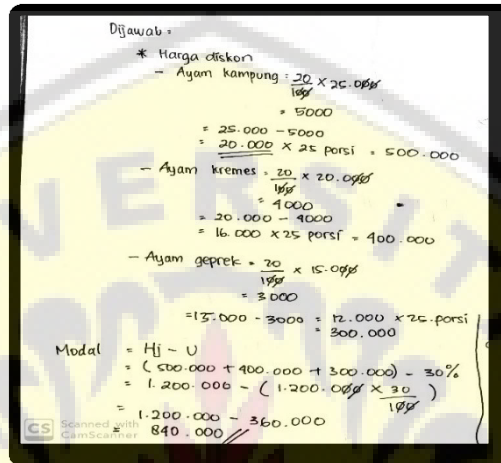 Dijawab :
* Harga diskon
- Ayam kampung : 20/100 x 25.000
= 5000
= 25.000 - 5000
= 20.000 x 25 porsi = 500.000
- Ayam kremes = 20/100 x 20.000
= 4000
= 20.000 - 4000
= 16.000 x 25 porsi = 400.000
- Ayam geprek = 20/100 x 15.000
= 3000
= 15.000 - 3000 = 12.000 x 25 porsi
= 300.000
Modal = Hj - U
= (500.000 + 400.000 + 300.000) - 30%
= 1.200.000 - (1.200.000 x 30/100)
= 1.200.000 - 360.000
= 840.000 //
CS Scanned with
CamScanner
VERSIT